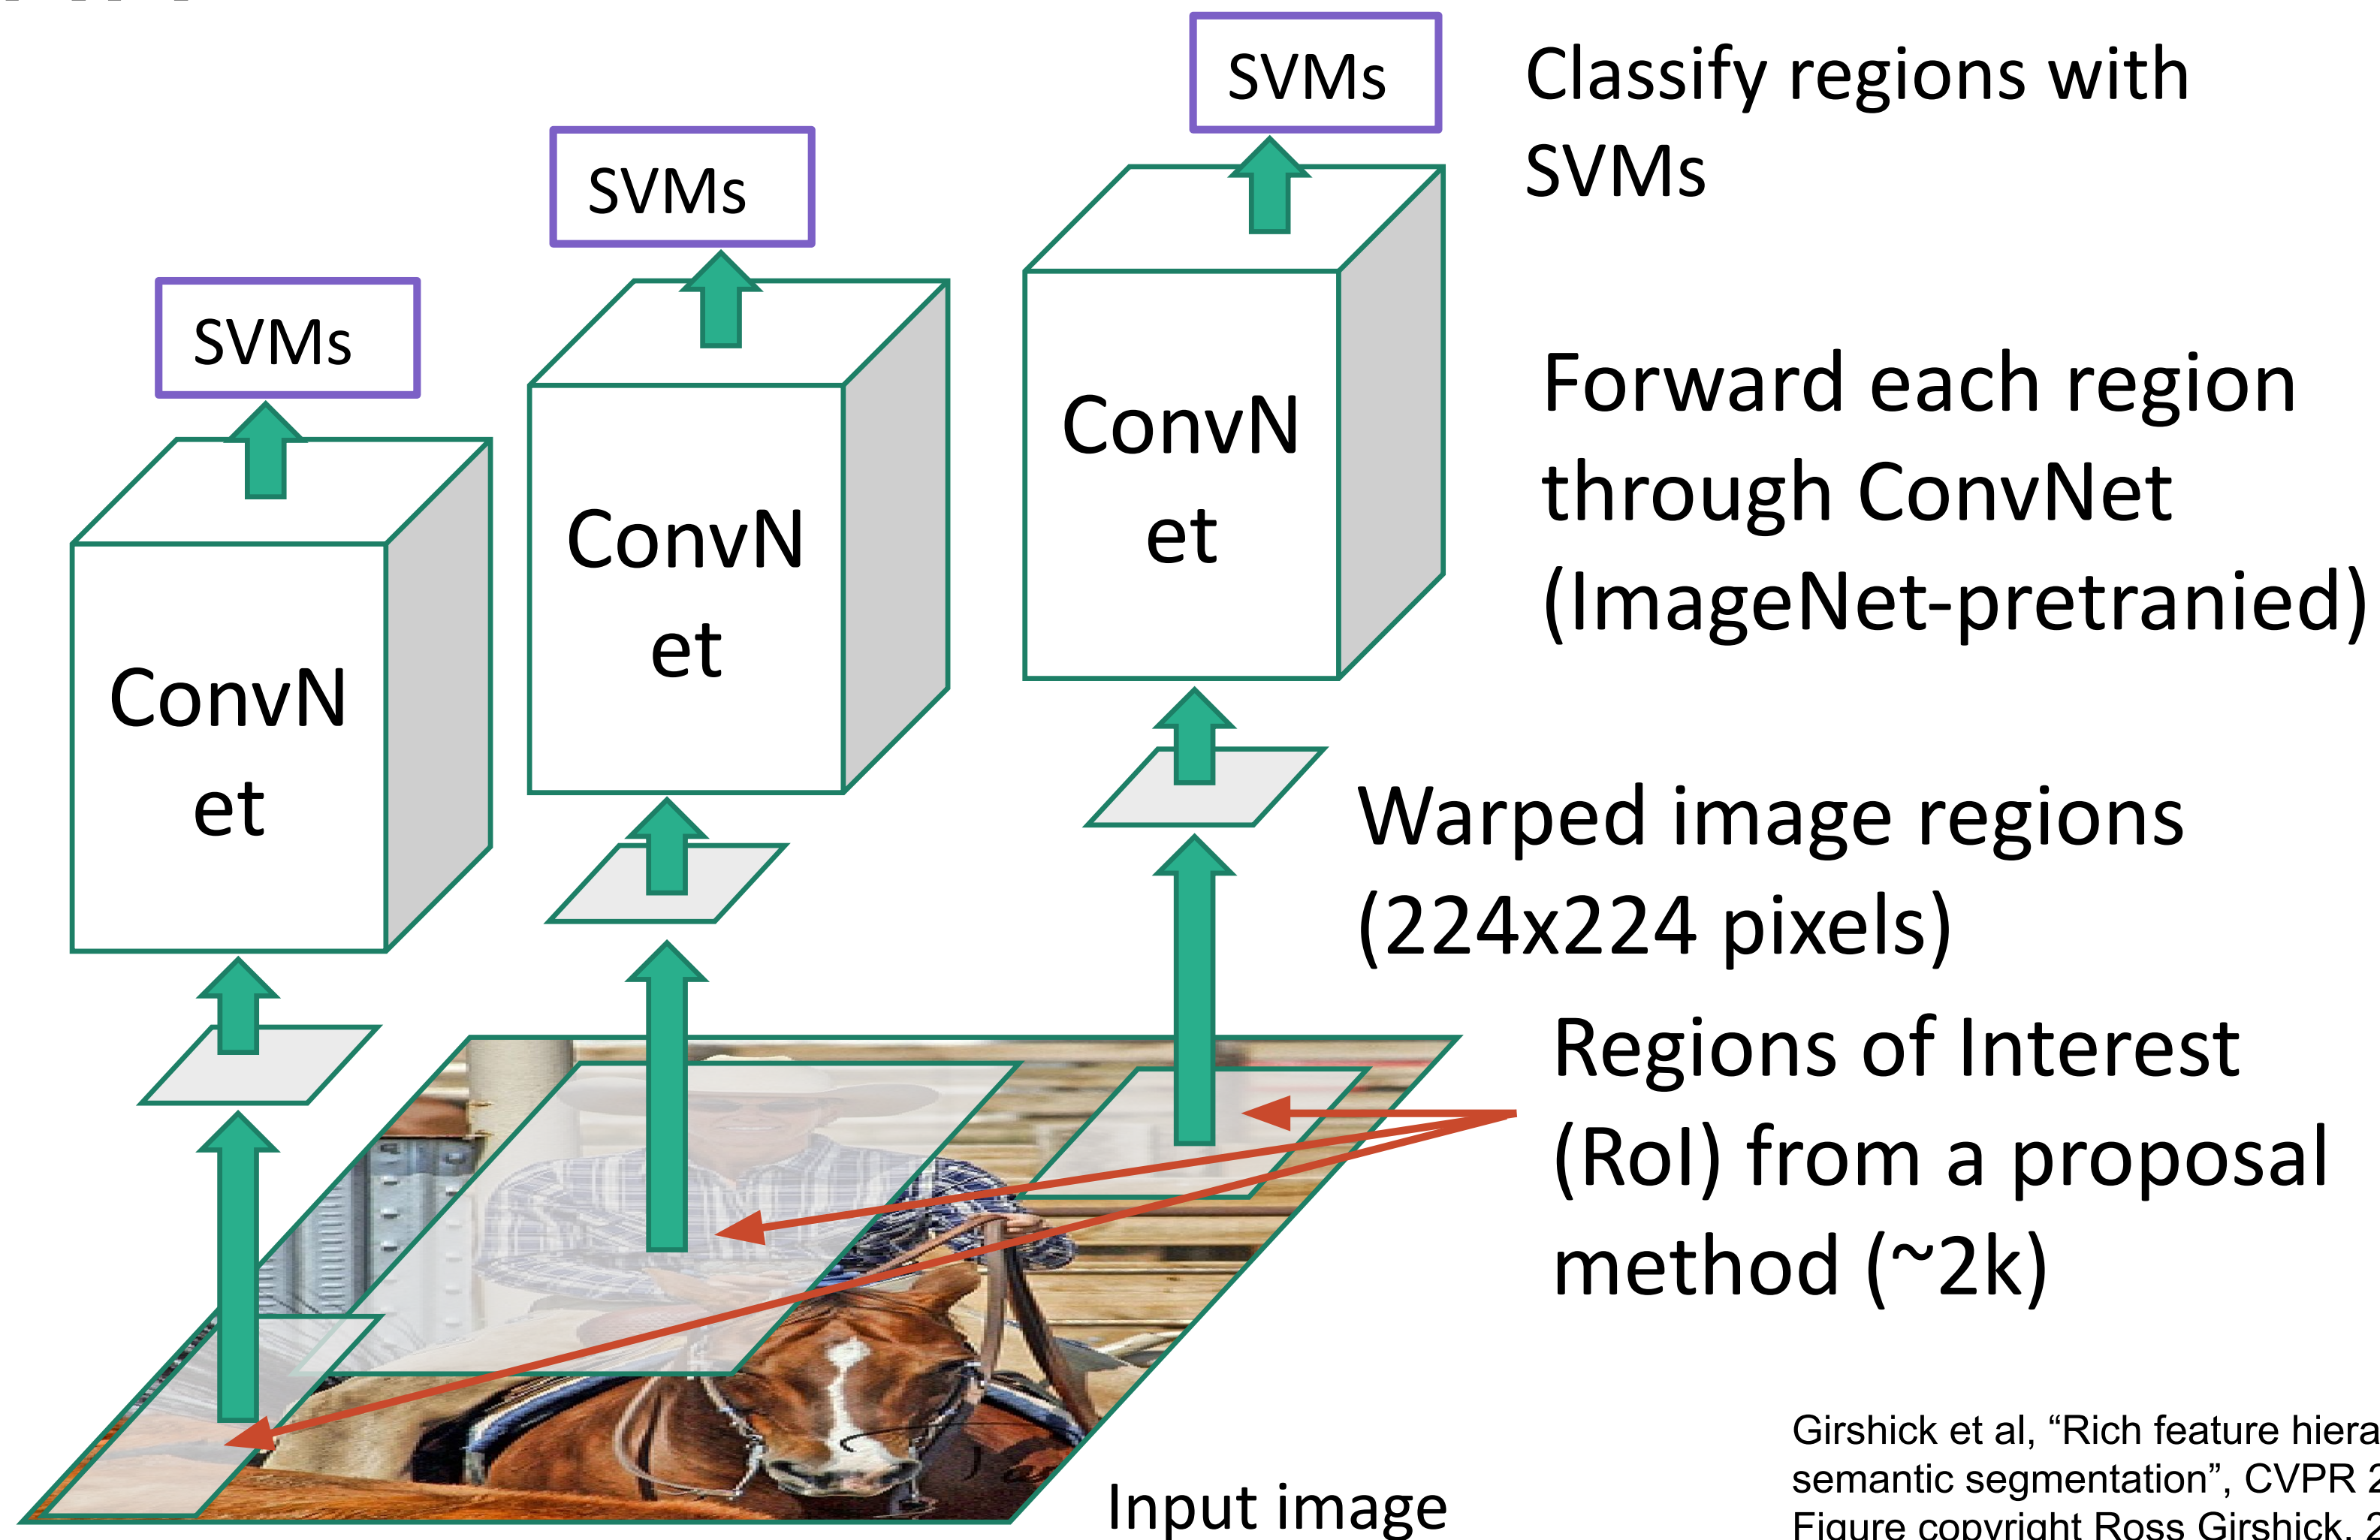 SVMs
Classify regions with
SVMs
SVMs
SVMs
ConvN
et
Forward each region
through ConvNet
(ImageNet-pretranied)
ConvN
et
ConvN
et
Warped image regions
(224x224 pixels)
Regions of Interest
(RoI) from a proposal
method (~2k)
Girshick et al, “Rich feature
semantic segmentation”, CVPR
Figure copyright Ross Girshick,
Input image